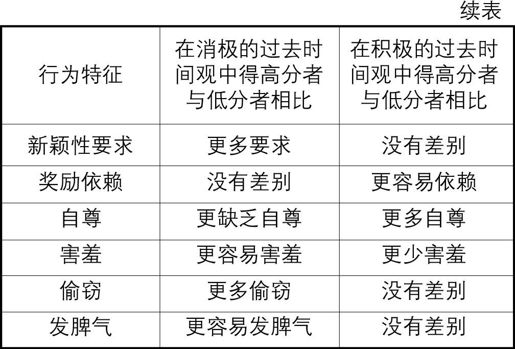 续表
行为特征 在消极的过去时间观中得高分者与低分者相比 在积极的过去时间观中得高分者与低分者相比
新颖性要求 更多要求 没有差别
奖励依赖 没有差别 更容易依赖
自尊 更缺乏自尊 更多自尊
害羞 更容易害羞 更少害羞
偷窃 更多偷窃 没有差别
发脾气 更容易发脾气 没有差别